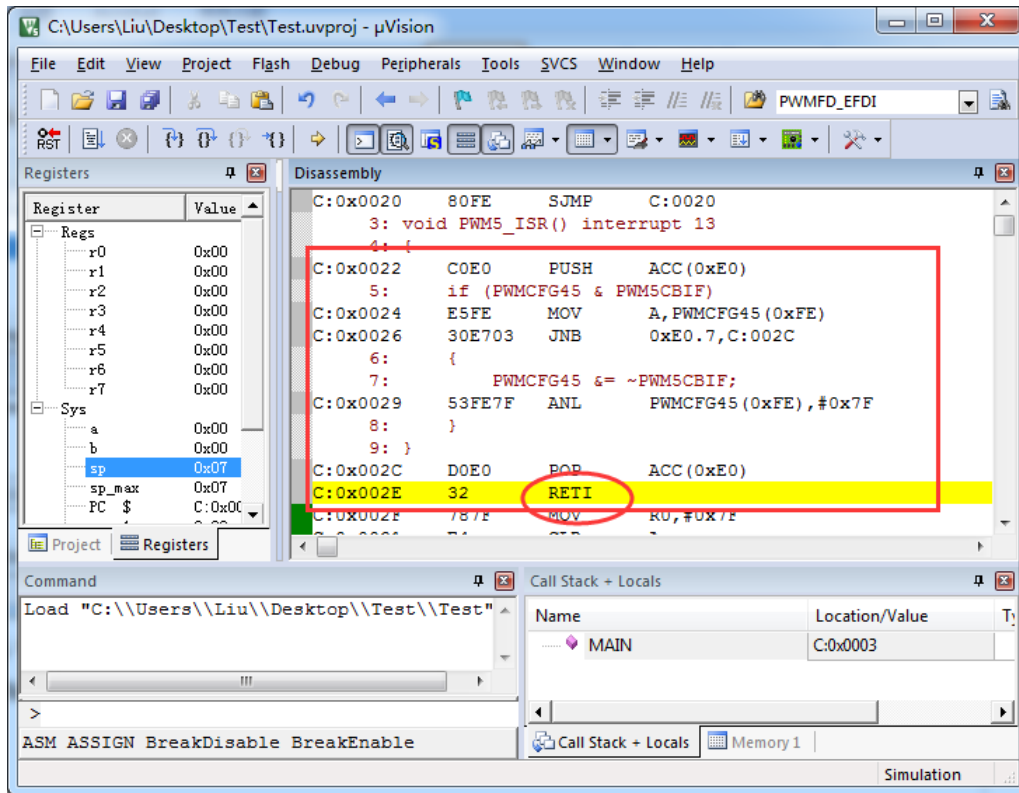 C:\Users\Liu\Desktop\Test\Test.uvproj - µVision
File Edit View Project Flash Debug Peripherals Tools SVCS Window Help
PWMFD_EFDI
RST
Registers
Register Value
Regs
r0 0x00
r1 0x00
r2 0x00
r3 0x00
r4 0x00
r5 0x00
r6 0x00
r7 0x00
Sys
a 0x00
b 0x00
sp 0x07
sp_max 0x07
PC $ C:0x00
Project Registers
Disassembly
C:0x0020 80FE SJMP C:0020
3: void PWM5_ISR() interrupt 13
4: {
C:0x0022 C0E0 PUSH ACC(0xE0)
5: if (PWMCFG45 & PWM5CBIF)
C:0x0024 E5FE MOV A,PWMCFG45(0xFE)
C:0x0026 30E703 JNB 0xE0.7,C:002C
6: {
7: PWMCFG45 &= ~PWM5CBIF;
C:0x0029 53FE7F ANL PWMCFG45(0xFE),#0x7F
8: }
9: }
C:0x002C D0E0 POP ACC(0xE0)
C:0x002E 32 RETI
C:0x002F 787F MOV R0,#0x7F
Command
Load "C:\\Users\\Liu\\Desktop\\Test\\Test"
>
ASM ASSIGN BreakDisable BreakEnable
Call Stack + Locals
Name Location/Value
MAIN C:0x0003
Call Stack + Locals Memory 1
Simulation